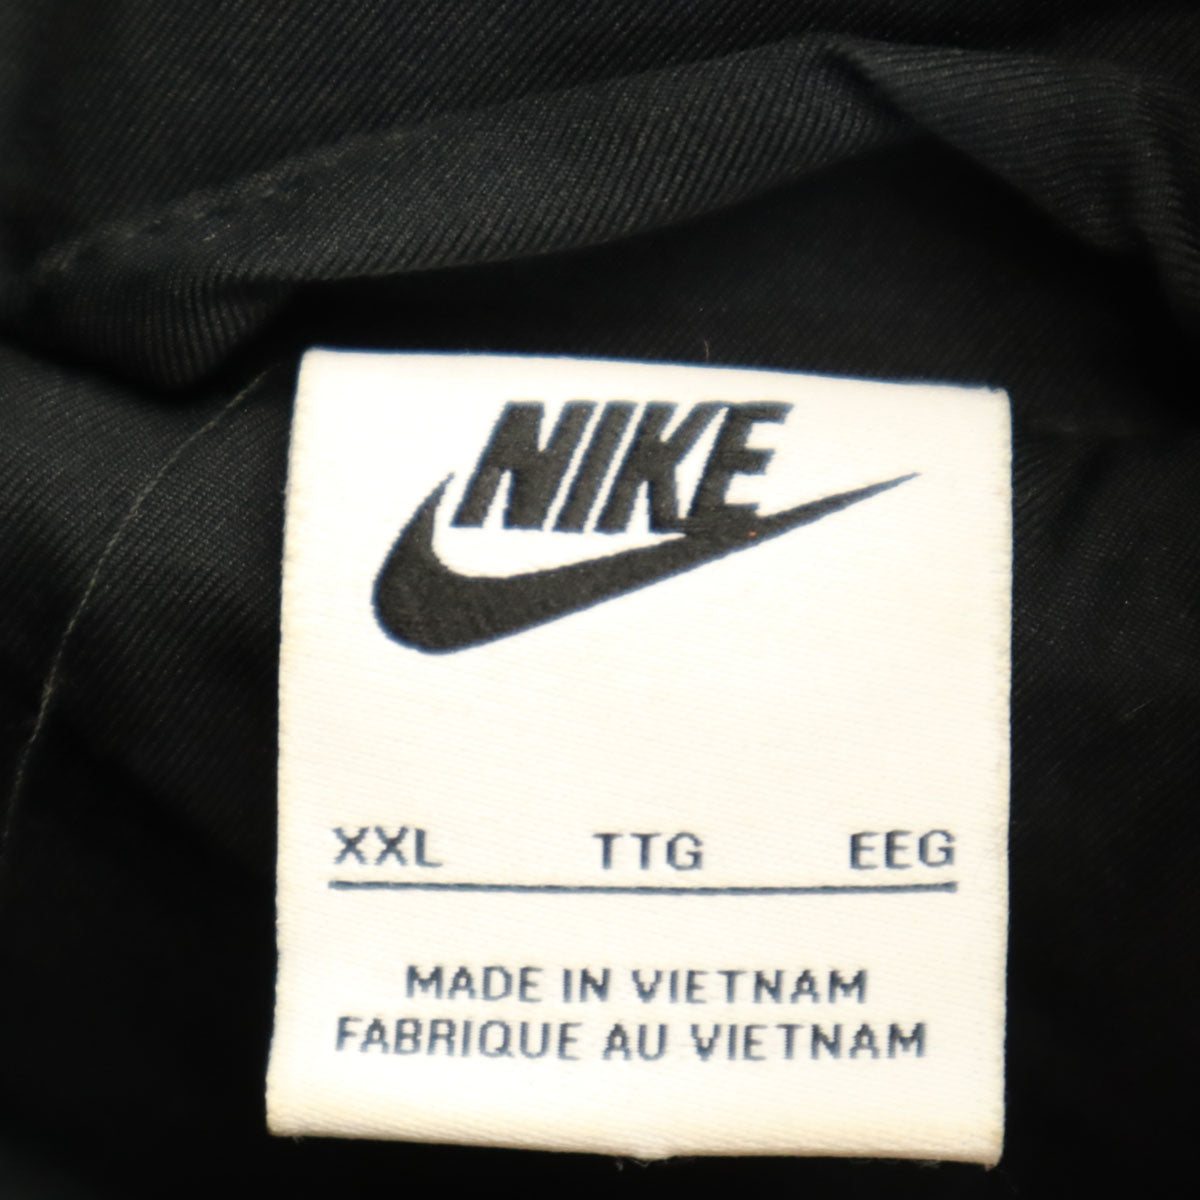 NIKE
XXL TTG EEG
MADE IN VIETNAM
FABRIQUE AU VIETNAM